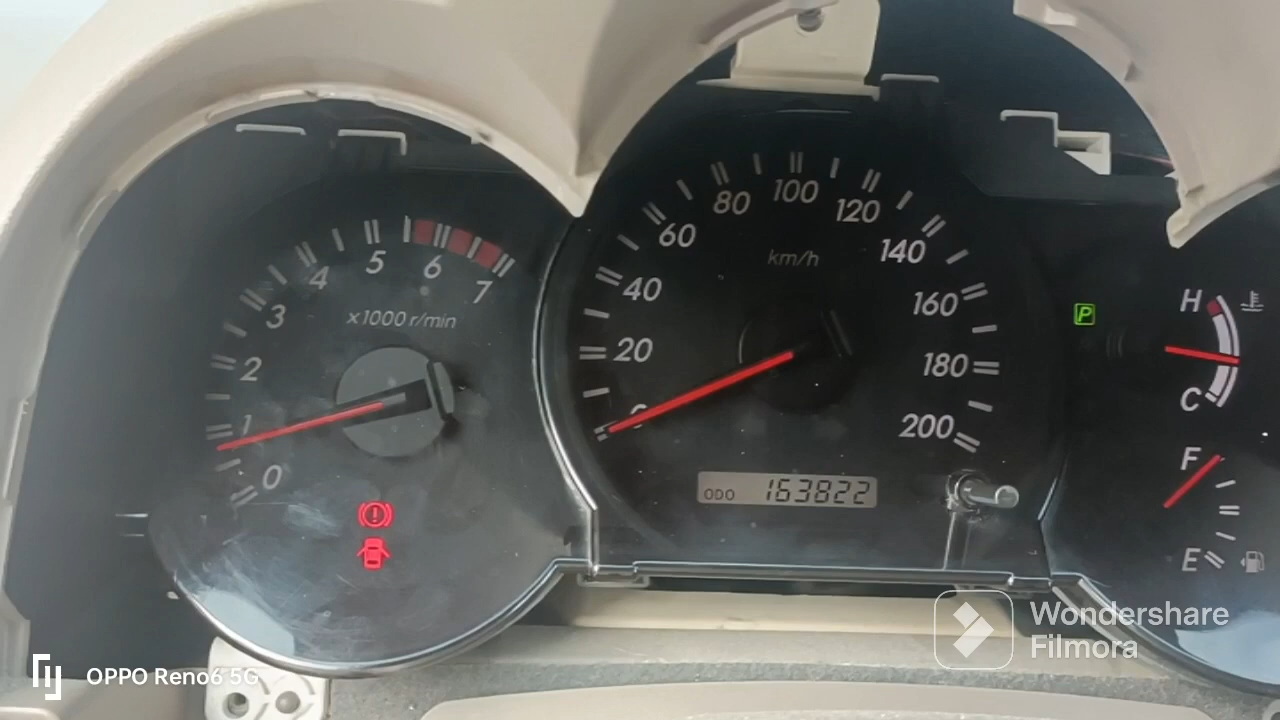 0
1
2
3
4
5
6
7
x1000 r/min
20
40
60
80
100
120
140
160
180
200
km/h
ODO 163822
P
H
C
F
E
Wondershare
Filmora
OPPO Reno6 5G